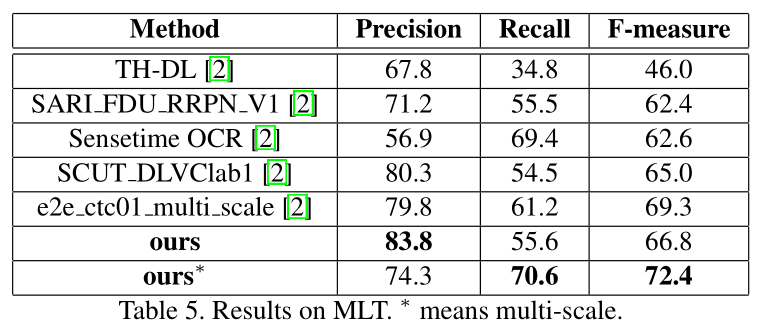 Method Precision Recall F-measure
TH-DL [2] 67.8 34.8 46.0
SARI_FDU_RRPN_V1 [2] 71.2 55.5 62.4
Sensetime OCR [2] 56.9 69.4 62.6
SCUT_DLVClab1 [2] 80.3 54.5 65.0
e2e_ctc01_multi_scale [2] 79.8 61.2 69.3
ours 83.8 55.6 66.8
ours* 74.3 70.6 72.4
Table 5. Results on MLT. * means multi-scale.